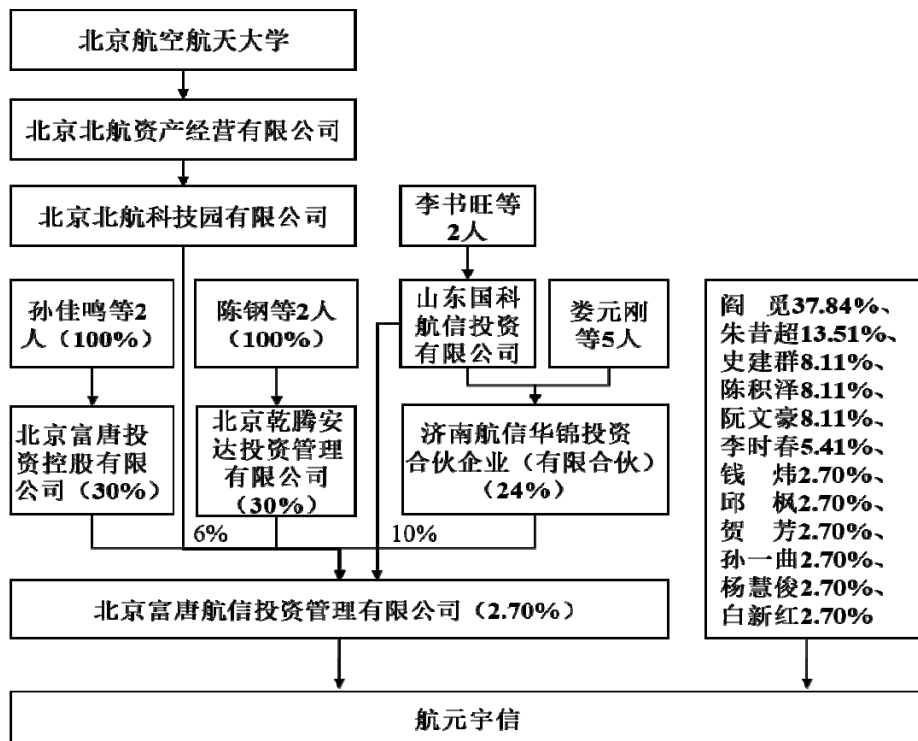 北京航空航天大学
北京北航资产经营有限公司
北京北航科技园有限公司
李书旺等
2人
孙佳鸣等2
人（100%）
陈钢等2人
（100%）
山东国科
航信投资
有限公司
娄元刚
等5人
北京富唐投
资控股有限
公司（30%）
北京乾腾安
达投资管理
有限公司
（30%）
济南航信华锦投资
合伙企业（有限合伙）
（24%）
6%
10%
北京富唐航信投资管理有限公司（2.70%）
阎　觅37.84%、
朱昔超13.51%、
史建群8.11%、
陈积泽8.11%、
阮文豪8.11%、
李时春5.41%、
钱　炜2.70%、
邱　枫2.70%、
贺　芳2.70%、
孙一曲2.70%、
杨慧俊2.70%、
白新红2.70%
航元宇信